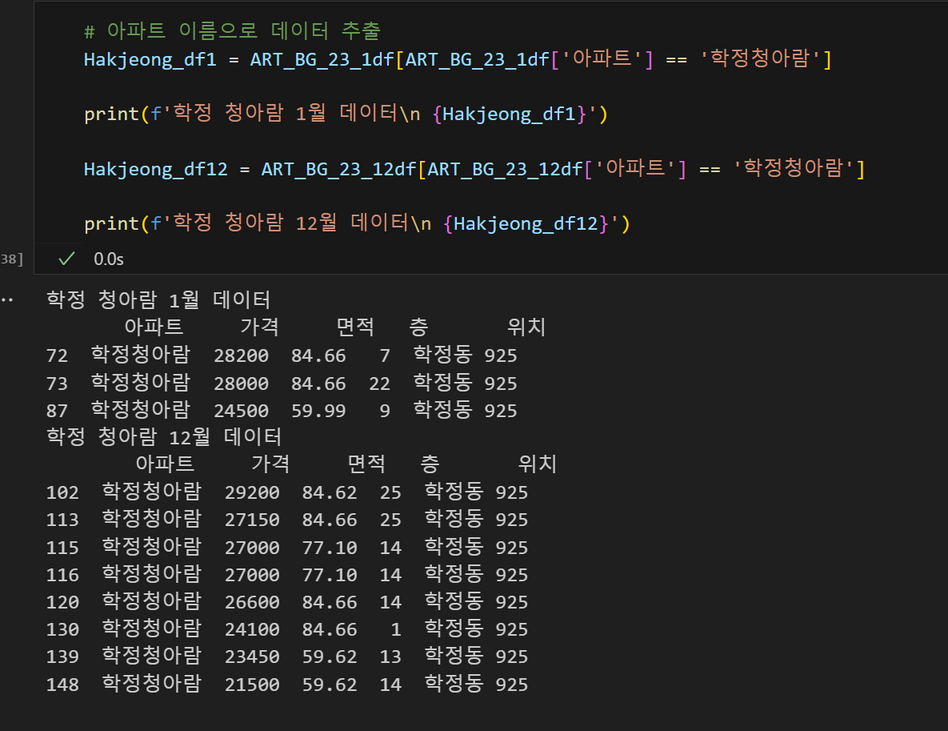 # 아파트 이름으로 데이터 추출
Hakjeong_df1 = ART_BG_23_1df[ART_BG_23_1df['아파트'] == '학정청아람']
print(f'학정 청아람 1월 데이터\n {Hakjeong_df1}')
Hakjeong_df12 = ART_BG_23_12df[ART_BG_23_12df['아파트'] == '학정청아람']
print(f'학정 청아람 12월 데이터\n {Hakjeong_df12}')
38] ✓ 0.0s
학정 청아람 1월 데이터
아파트 가격 면적 층 위치
72 학정청아람 28200 84.66 7 학정동 925
73 학정청아람 28000 84.66 22 학정동 925
87 학정청아람 24500 59.99 9 학정동 925
학정 청아람 12월 데이터
아파트 가격 면적 층 위치
102 학정청아람 29200 84.62 25 학정동 925
113 학정청아람 27150 84.66 25 학정동 925
115 학정청아람 27000 77.10 14 학정동 925
116 학정청아람 27000 77.10 14 학정동 925
120 학정청아람 26600 84.66 14 학정동 925
130 학정청아람 24100 84.66 1 학정동 925
139 학정청아람 23450 59.62 13 학정동 925
148 학정청아람 21500 59.62 14 학정동 925